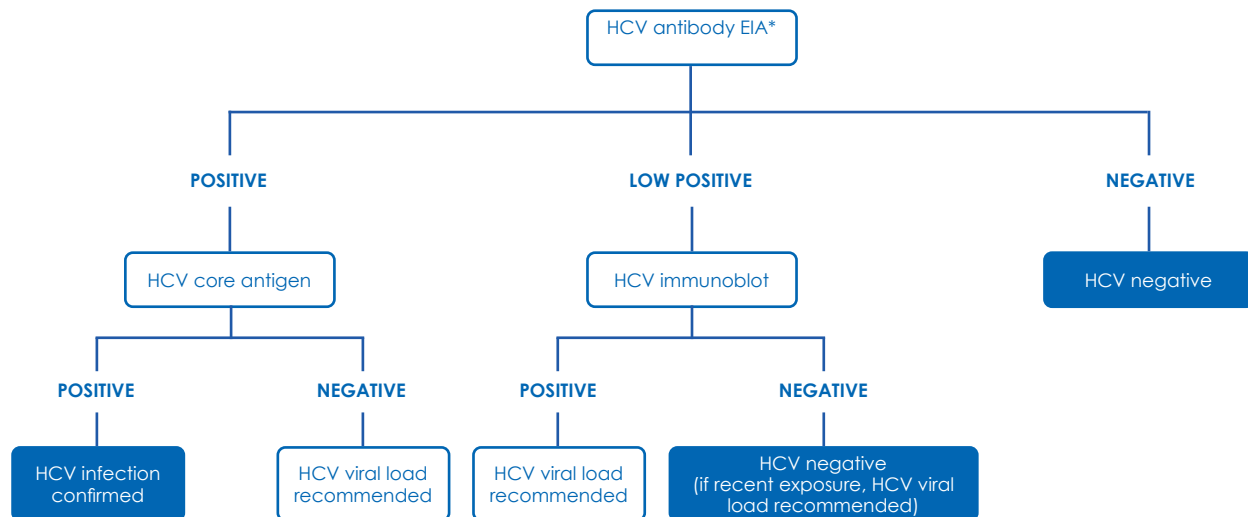 HCV antibody EIA*
POSITIVE
LOW POSITIVE
NEGATIVE
HCV core antigen
HCV immunoblot
HCV negative
POSITIVE
NEGATIVE
POSITIVE
NEGATIVE
HCV infection
confirmed
HCV viral load
recommended
HCV viral load
recommended
HCV negative
(if recent exposure, HCV viral
load recommended)